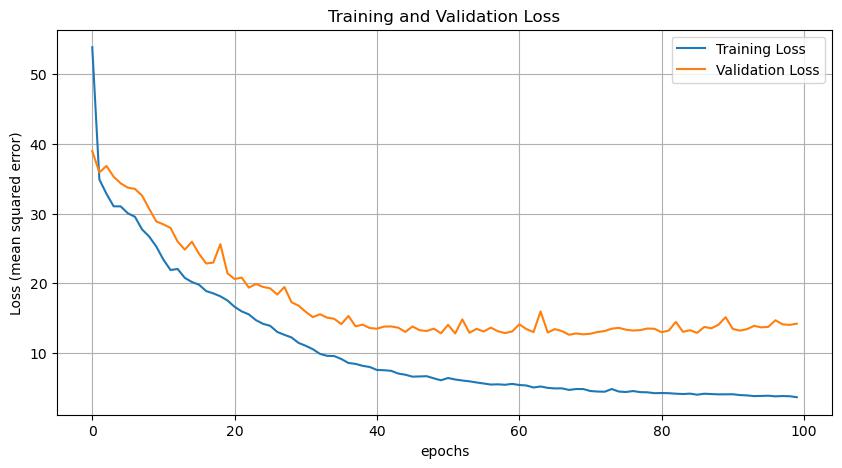 Training and Validation Loss
Training Loss
Validation Loss
50
40
30
20
10
Loss (mean squared error)
0
20
40
60
80
100
epochs